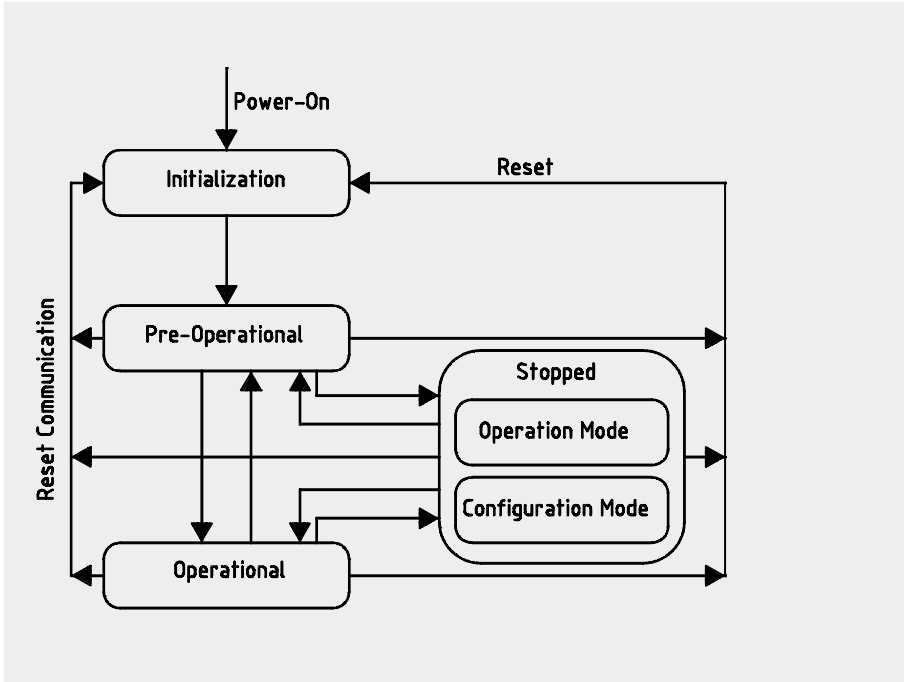 Power-On
Reset
Initialization
Pre-Operational
Stopped
Operation Mode
Configuration Mode
Operational
Reset Communication